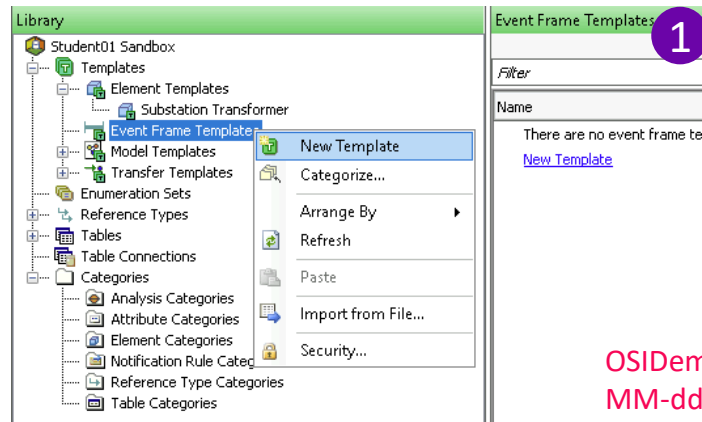 Library
Student01 Sandbox
Templates
Element Templates
Substation Transformer
Event Frame Templates
Model Templates
Transfer Templates
Enumeration Sets
Reference Types
Tables
Table Connections
Categories
Analysis Categories
Attribute Categories
Element Categories
Notification Rule Categ
Reference Type Categories
Table Categories
New Template
Categorize...
Arrange By
Refresh
Paste
Import from File...
Security...
Event Frame Templates
1
Filter
Name
There are no event frame te
New Template
OSIDem
MM-dd